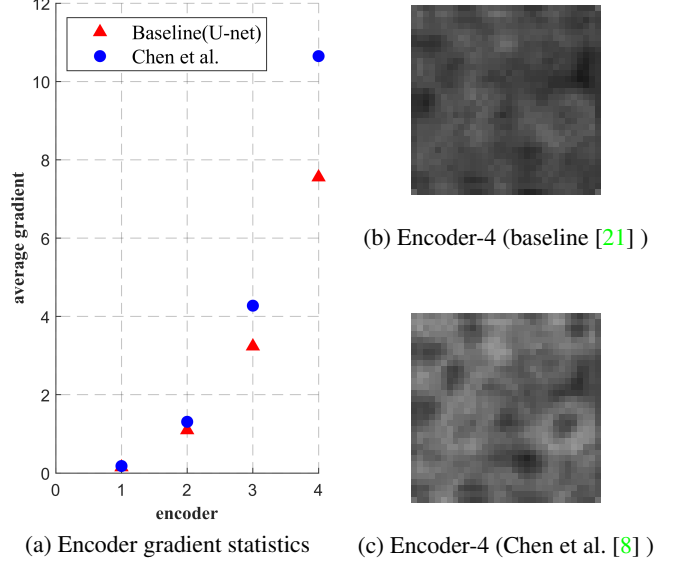 12
10
8
6
4
2
0
average gradient
Baseline(U-net)
Chen et al.
0 1 2 3 4
encoder
(a) Encoder gradient statistics
(b) Encoder-4 (baseline [21] )
(c) Encoder-4 (Chen et al. [8] )